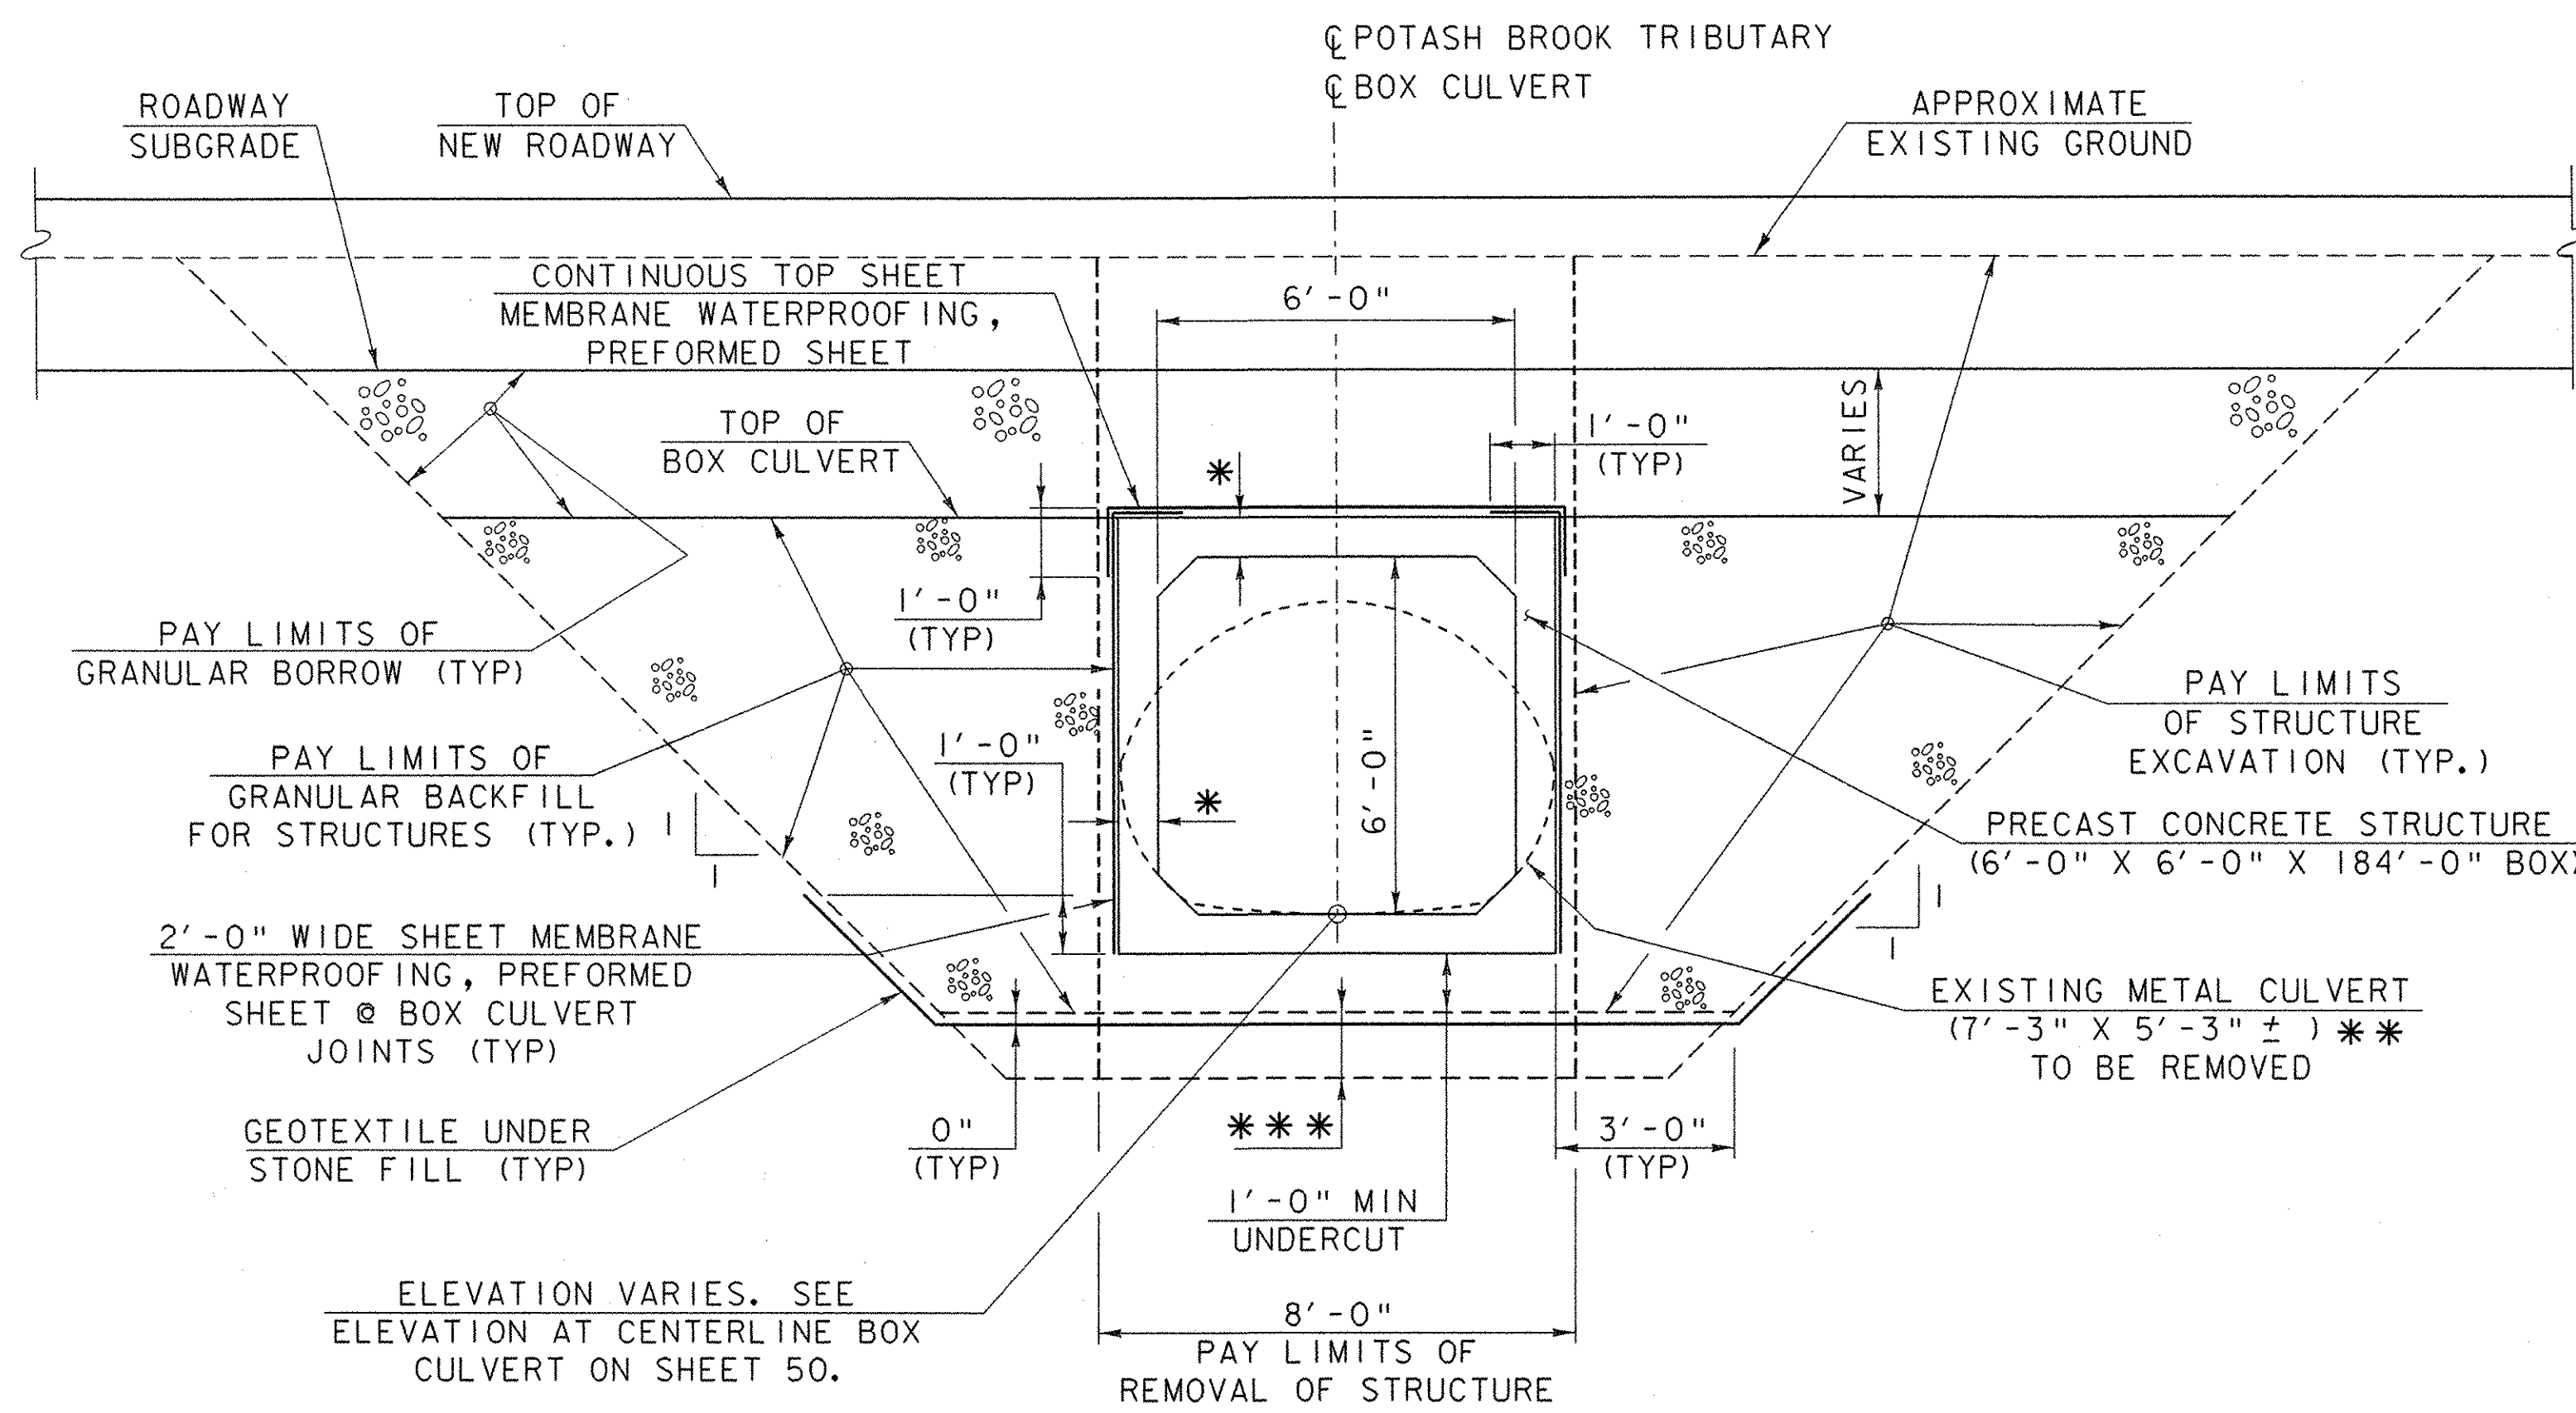 ℄ POTASH BROOK TRIBUTARY
℄ BOX CULVERT
ROADWAY
SUBGRADE
TOP OF
NEW ROADWAY
APPROXIMATE
EXISTING GROUND
CONTINUOUS TOP SHEET
MEMBRANE WATERPROOFING,
PREFORMED SHEET
6'-0"
TOP OF
BOX CULVERT
*
1'-0"
(TYP)
VARIES
1'-0"
(TYP)
PAY LIMITS OF
GRANULAR BORROW (TYP)
PAY LIMITS OF
GRANULAR BACKFILL
FOR STRUCTURES (TYP.)
1
1
1'-0"
(TYP)
*
6'-0"
PAY LIMITS
OF STRUCTURE
EXCAVATION (TYP.)
PRECAST CONCRETE STRUCTURE
(6'-0" X 6'-0" X 184'-0" BOX)
1
1
2'-0" WIDE SHEET MEMBRANE
WATERPROOFING, PREFORMED
SHEET @ BOX CULVERT
JOINTS (TYP)
EXISTING METAL CULVERT
(7'-3" X 5'-3" ± ) * *
TO BE REMOVED
GEOTEXTILE UNDER
STONE FILL (TYP)
0"
(TYP)
* * *
3'-0"
(TYP)
1'-0" MIN
UNDERCUT
ELEVATION VARIES. SEE
ELEVATION AT CENTERLINE BOX
CULVERT ON SHEET 50.
8'-0"
PAY LIMITS OF
REMOVAL OF STRUCTURE